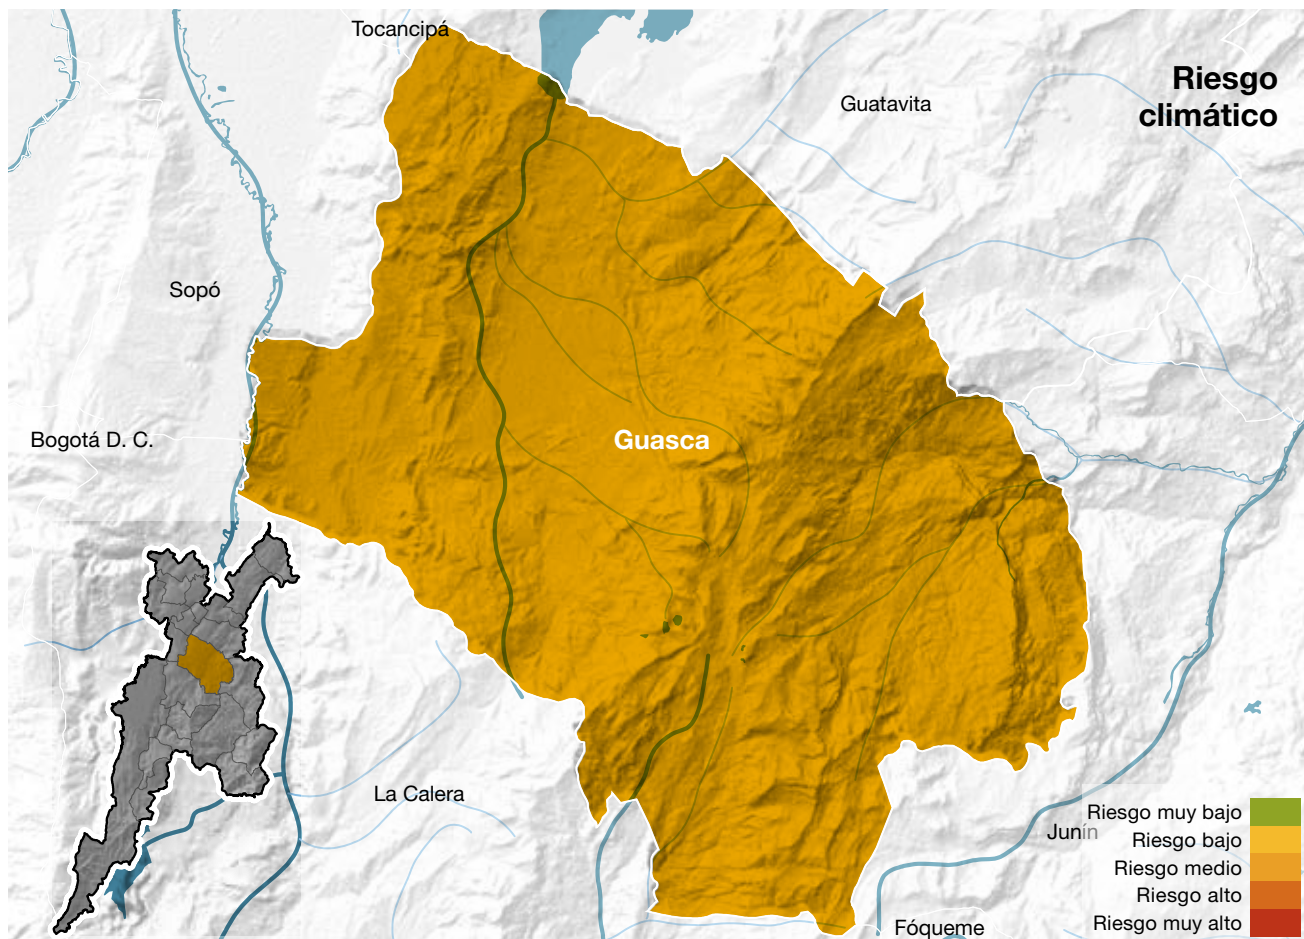 Tocancipá
Riesgo
climático
Guatavita
Sopó
Bogotá D. C.
Guasca
La Calera
Junín
Fóqueme
Riesgo muy bajo
Riesgo bajo
Riesgo medio
Riesgo alto
Riesgo muy alto